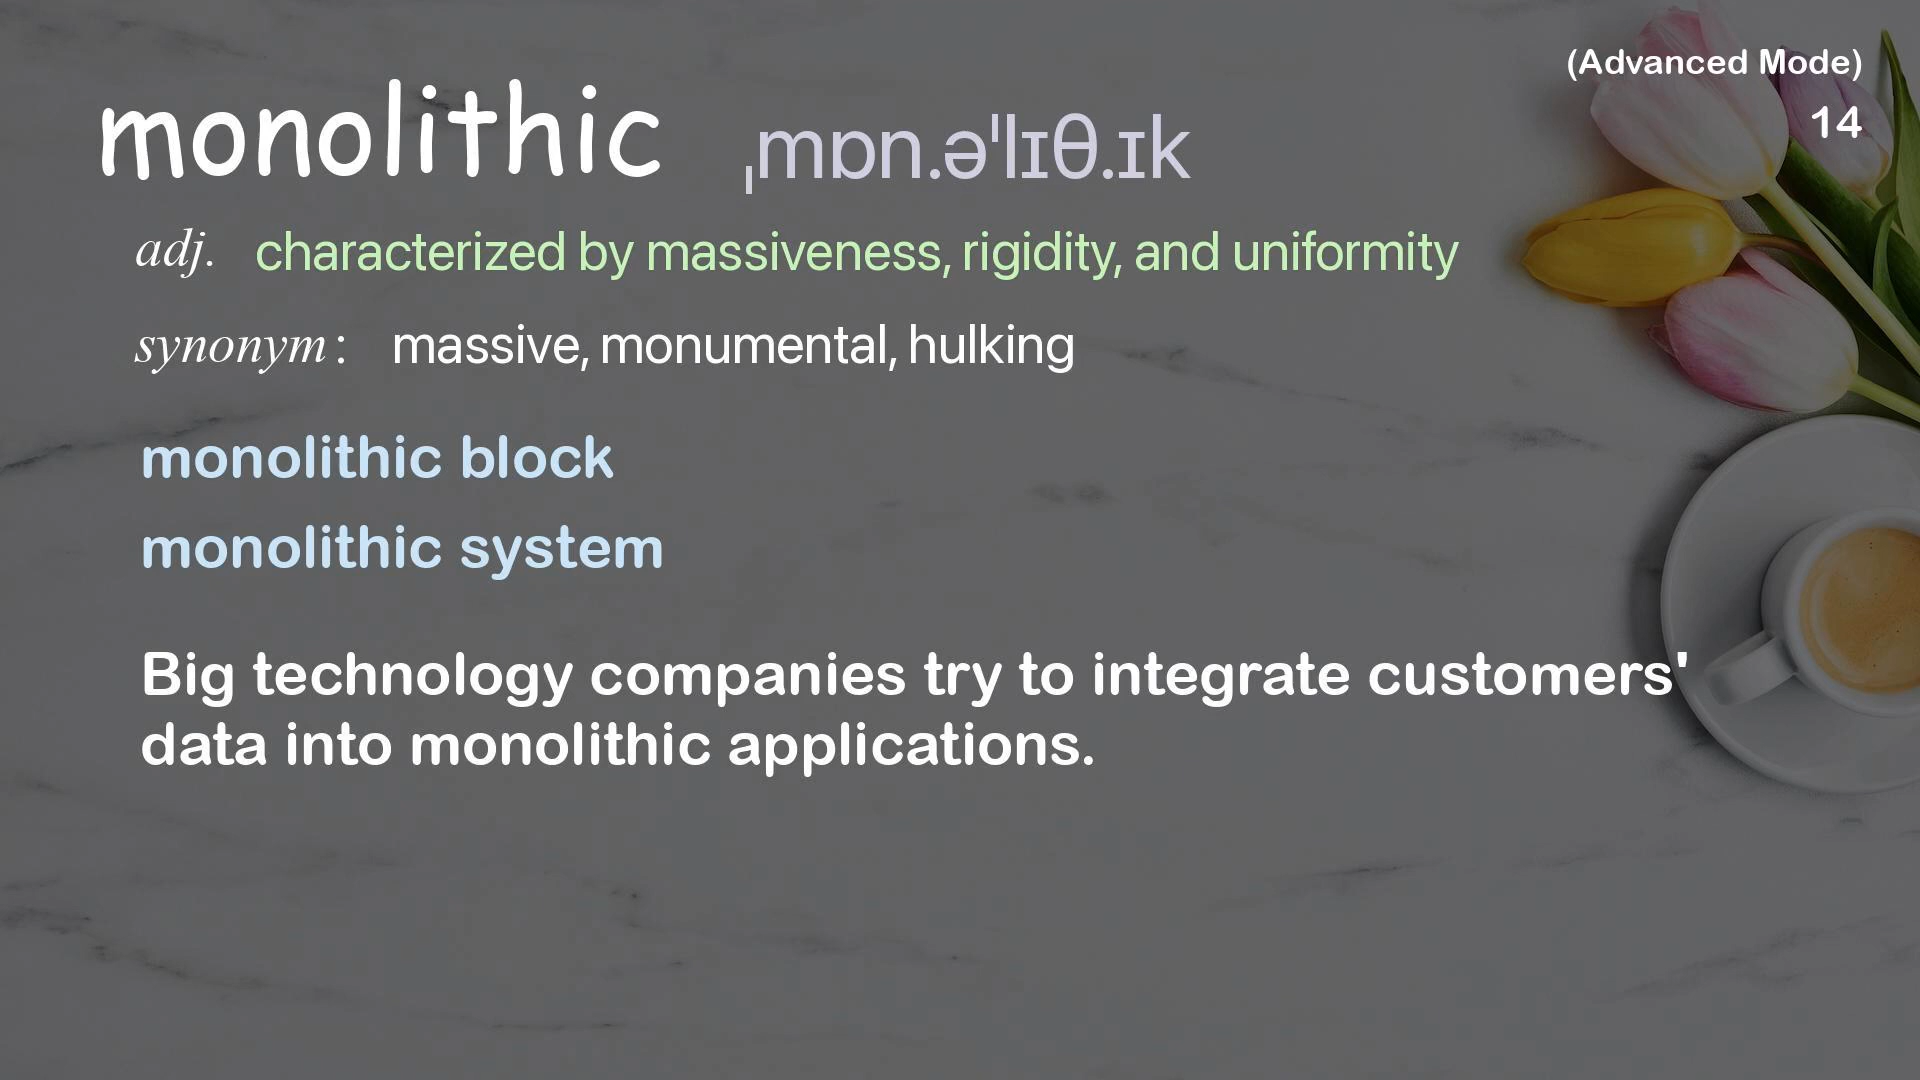 (Advanced Mode)
14
monolithic ˌmɒn.əˈlɪθ.ɪk
adj. characterized by massiveness, rigidity, and uniformity
synonym: massive, monumental, hulking
monolithic block
monolithic system
Big technology companies try to integrate customers'
data into monolithic applications.